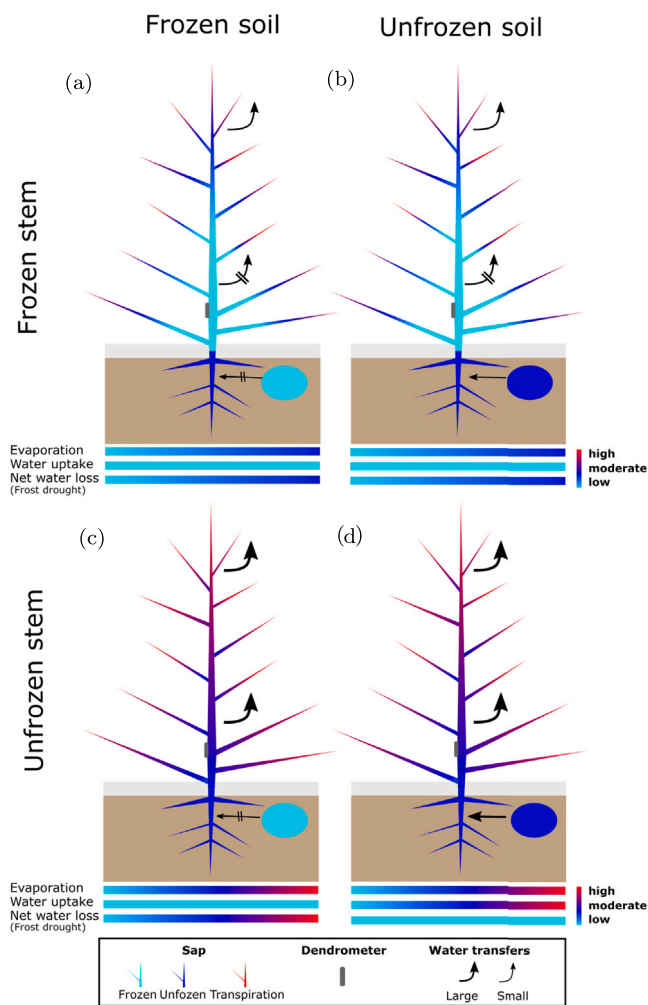 Frozen soil
Unfrozen soil
(a)
(b)
Frozen stem
Evaporation
Water uptake
Net water loss
(Frost drought)
high
moderate
low
(c)
(d)
Unfrozen stem
Evaporation
Water uptake
Net water loss
(Frost drought)
high
moderate
low
Sap
Dendrometer
Water transfers
Frozen
Unfozen
Transpiration
Large
Small